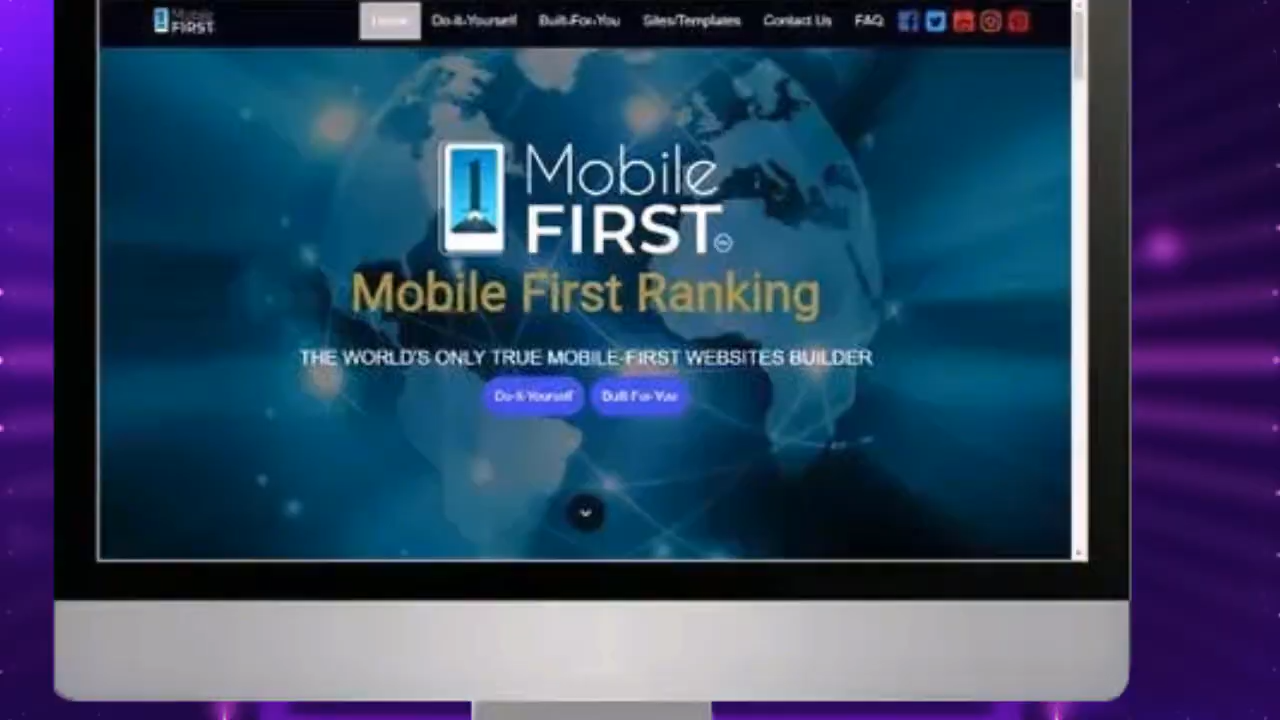 Mobile
FIRST
Home Do-It-Yourself Built-For-You Sites/Templates Contact Us FAQ
Mobile
FIRST
Mobile First Ranking
THE WORLD'S ONLY TRUE MOBILE-FIRST WEBSITES BUILDER
Do-It-Yourself Built-For-You